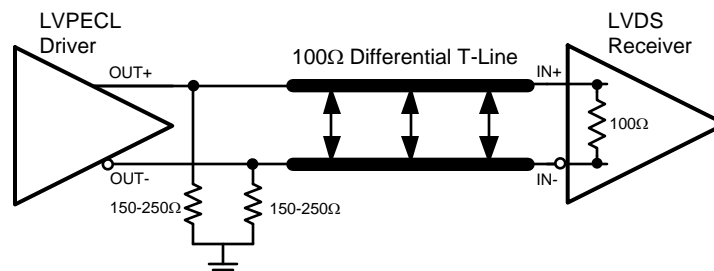 LVPECL
Driver
OUT+
OUT-
100Ω Differential T-Line
LVDS
Receiver
IN+
IN-
100Ω
150-250Ω
150-250Ω